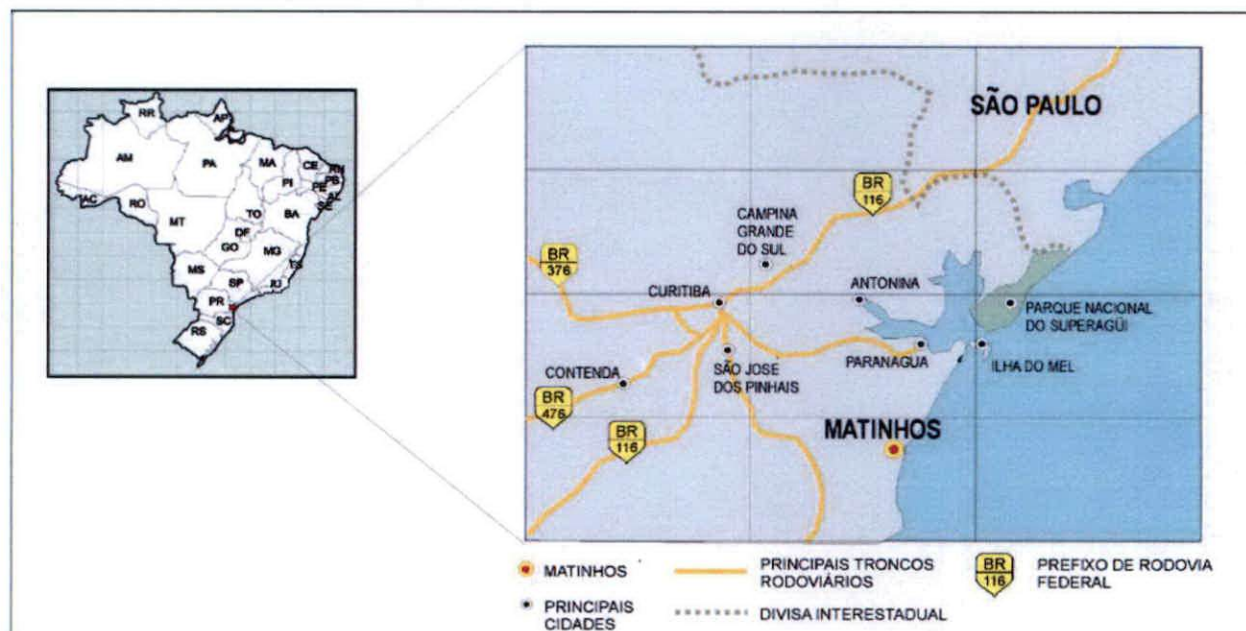 RR
AP
AM
PA
MA
CE
RN
PB
PE
PI
AL
SE
AC
RO
TO
BA
MT
DF
GO
MG
ES
MS
SP
RJ
PR
SC
RS
SÃO PAULO
BR
116
CAMPINA
GRANDE
DO SUL
BR
376
CURITIBA
ANTONINA
PARQUE NACIONAL
DO SUPERAGÜI
CONTENDA
SÃO JOSE
DOS PINHAIS
PARANAGUA
ILHA DO MEL
BR
476
BR
116
MATINHOS
MATINHOS
PRINCIPAIS TRONCOS
RODOVIÁRIOS
BR
116
PREFIXO DE RODOVIA
FEDERAL
PRINCIPAIS
CIDADES
DIVISA INTERESTADUAL